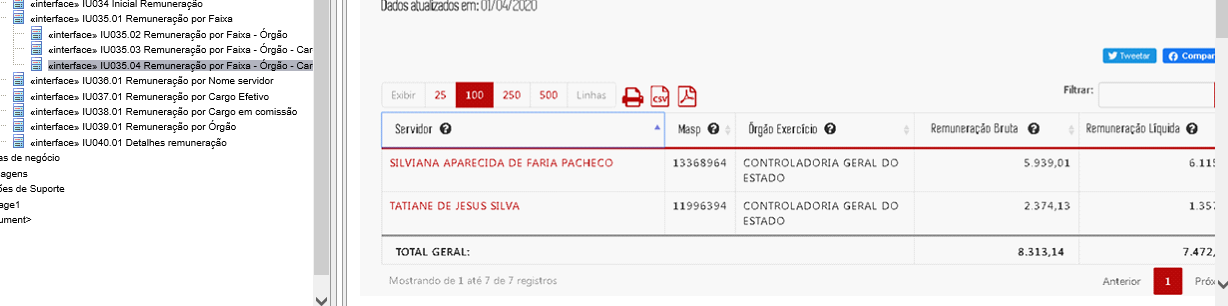 «interface» IU034 Inicial Remuneração
«interface» IU035.01 Remuneração por Faixa
«interface» IU035.02 Remuneração por Faixa - Órgão
«interface» IU035.03 Remuneração por Faixa - Órgão - Car
«interface» IU035.04 Remuneração por Faixa - Órgão - Car
«interface» IU036.01 Remuneração por Nome servidor
«interface» IU037.01 Remuneração por Cargo Efetivo
«interface» IU038.01 Remuneração por Cargo em comissão
«interface» IU039.01 Remuneração por Órgão
«interface» IU040.01 Detalhes remuneração
as de negócio
agens
ões de Suporte
age1
ument>
Dados atualizados em: 01/04/2020
Tweetar Compar
Exibir 25 100 250 500 Linhas CSV Filtrar:
Servidor ? Masp ? Órgão Exercício ? Remuneração Bruta ? Remuneração Líquida ?
SILVIANA APARECIDA DE FARIA PACHECO 13368964 CONTROLADORIA GERAL DO 5.939,01 6.115
ESTADO
TATIANE DE JESUS SILVA 11996394 CONTROLADORIA GERAL DO 2.374,13 1.357
ESTADO
TOTAL GERAL: 8.313,14 7.472,
Mostrando de 1 até 7 de 7 registros Anterior 1 Próx